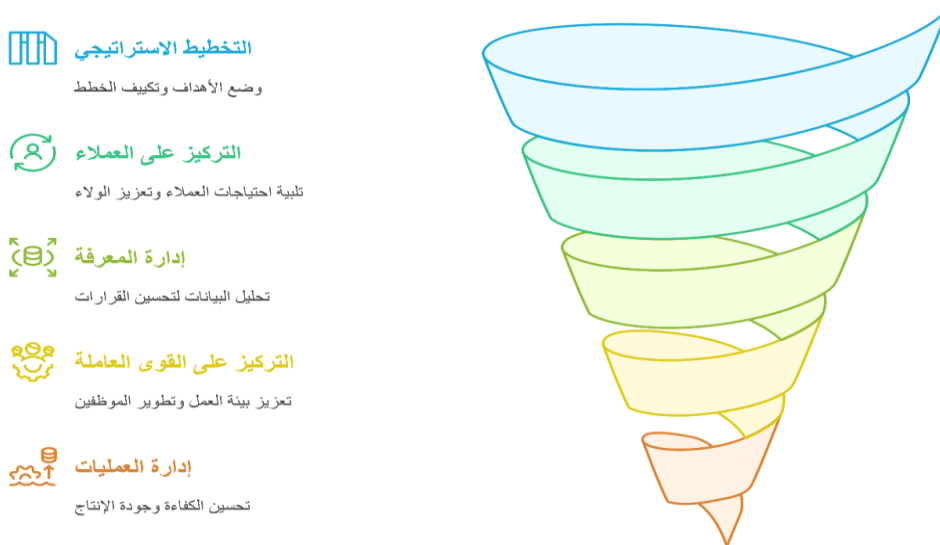 التخطيط الاستراتيجي
وضع الأهداف وتكييف الخطط
التركيز على العملاء
تلبية احتياجات العملاء وتعزيز الولاء
إدارة المعرفة
تحليل البيانات لتحسين القرارات
التركيز على القوى العاملة
تعزيز بيئة العمل وتطوير الموظفين
إدارة العمليات
تحسين الكفاءة وجودة الإنتاج